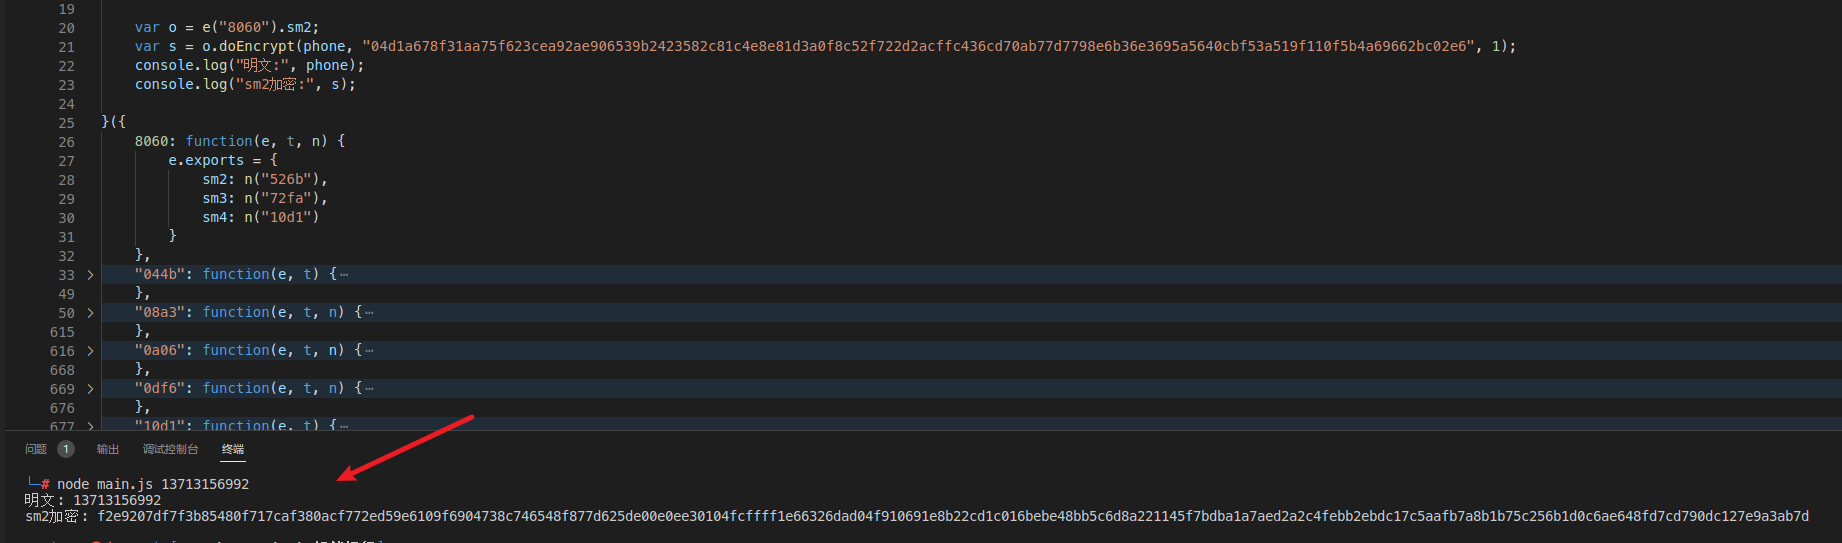 19
20 var o = e("8060").sm2;
21 var s = o.doEncrypt(phone, "04d1a678f31aa75f623cea92ae906539b2423582c81c4e8e81d3a0f8c52f722d2acffc436cd70ab77d7798e6b36e3695a5640cbf53a519f110f5b4a69662bc02e6", 1);
22 console.log("明文:", phone);
23 console.log("sm2加密:", s);
24
25 }({
26 8060: function(e, t, n) {
27 e.exports = {
28 sm2: n("526b"),
29 sm3: n("72fa"),
30 sm4: n("10d1")
31 }
32 },
33 > "044b": function(e, t) { ⋯
49 },
50 > "08a3": function(e, t, n) { ⋯
615 },
616 > "0a06": function(e, t, n) { ⋯
668 },
669 > "0df6": function(e, t, n) { ⋯
676 },
677 > "10d1": function(e, t) { ⋯
问题 1 输出 调试控制台 终端
└─# node main.js 13713156992
明文: 13713156992
sm2加密: f2e9207df7f3b85480f717caf380acf772ed59e6109f6904738c746548f877d625de00e0ee30104fcffff1e66326dad04f910691e8b22cd1c016bebe48bb5c6d8a221145f7bdba1a7aed2a2c4febb2ebdc17c5aafb7a8b1b75c256b1d0c6ae648fd7cd790dc127e9a3ab7d